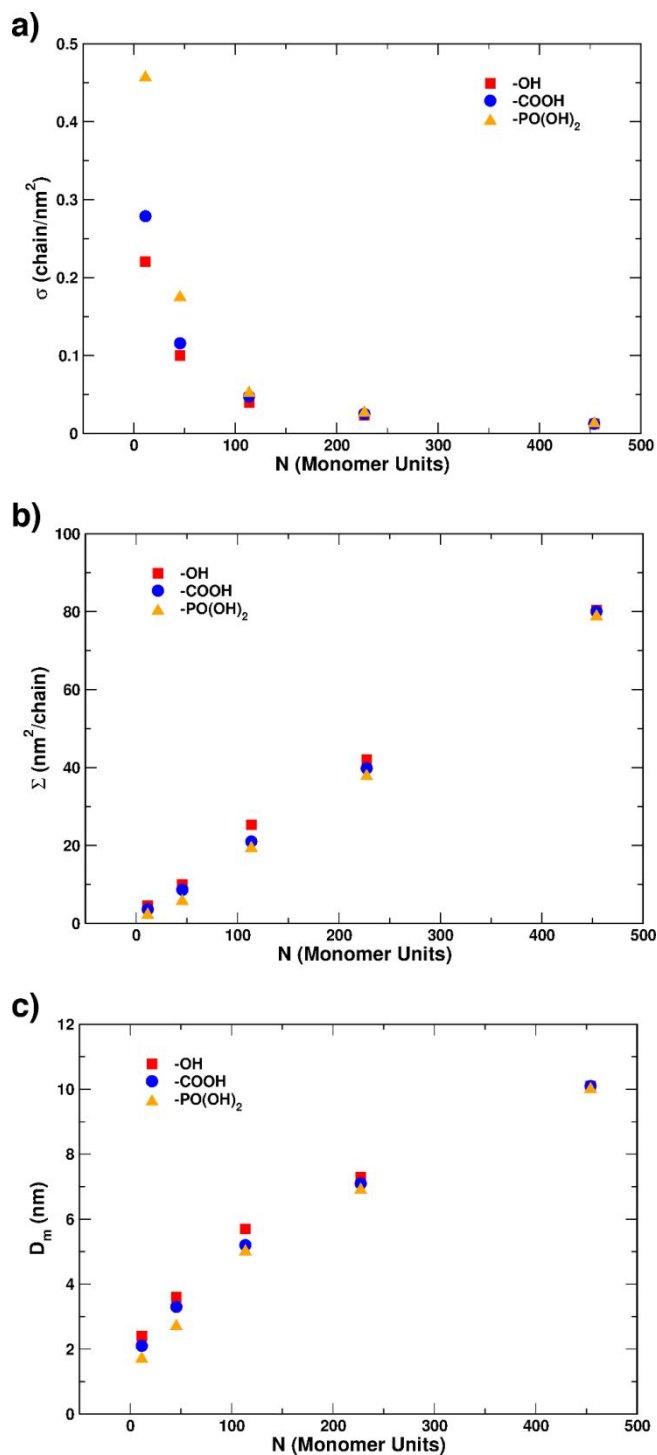 a)
0.5
0.4
0.3
0.2
0.1
0
σ (chain/nm²)
-OH
-COOH
-PO(OH)₂
0 100 200 300 400 500
N (Monomer Units)
b)
100
80
60
40
20
0
Σ (nm²/chain)
-OH
-COOH
-PO(OH)₂
0 100 200 300 400 500
N (Monomer Units)
c)
12
10
8
6
4
2
0
Dₘ (nm)
-OH
-COOH
-PO(OH)₂
0 100 200 300 400 500
N (Monomer Units)